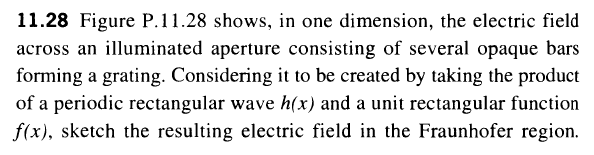 11.28 Figure P.11.28 shows, in one dimension, the electric field
across an illuminated aperture consisting of several opaque bars
forming a grating. Considering it to be created by taking the product
of a periodic rectangular wave h(x) and a unit rectangular function
f(x), sketch the resulting electric field in the Fraunhofer region.